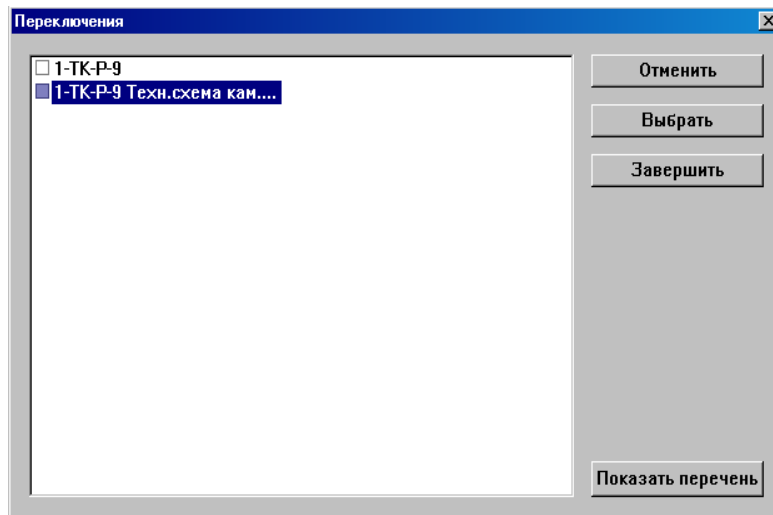 Переключения
1-ТК-Р-9
1-ТК-Р-9 Техн.схема кам....
Отменить
Выбрать
Завершить
Показать перечень